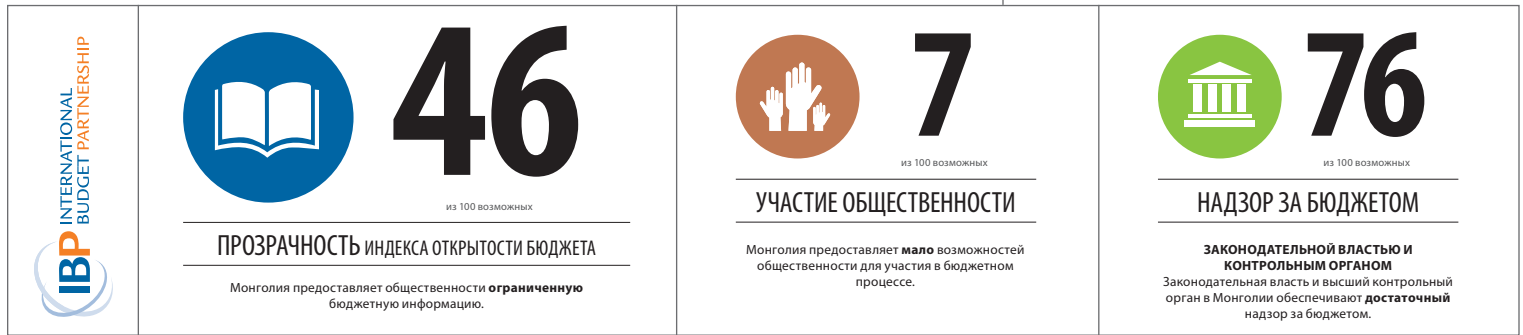 IBP INTERNATIONAL
BUDGET PARTNERSHIP
46
из 100 возможных
ПРОЗРАЧНОСТЬ ИНДЕКСА ОТКРЫТОСТИ БЮДЖЕТА
Монголия предоставляет общественности ограниченную
бюджетную информацию.
7
из 100 возможных
УЧАСТИЕ ОБЩЕСТВЕННОСТИ
Монголия предоставляет мало возможностей
общественности для участия в бюджетном
процессе.
76
из 100 возможных
НАДЗОР ЗА БЮДЖЕТОМ
ЗАКОНОДАТЕЛЬНОЙ ВЛАСТЬЮ И
КОНТРОЛЬНЫМ ОРГАНОМ
Законодательная власть и высший контрольный
орган в Монголии обеспечивают достаточный
надзор за бюджетом.